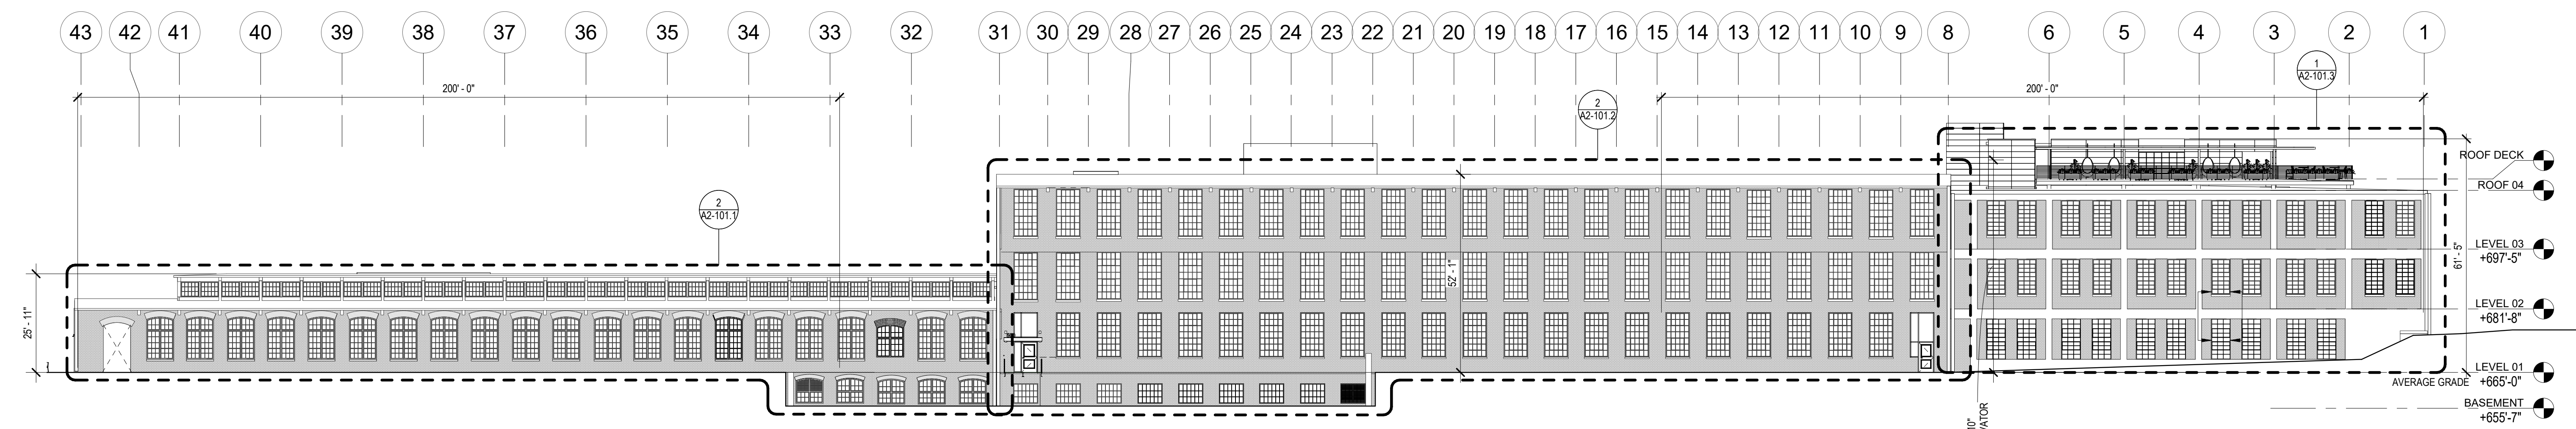 43 42 41 40 39 38 37 36 35 34 33 32 31 30 29 28 27 26 25 24 23 22 21 20 19 18 17 16 15 14 13 12 11 10 9 8 6 5 4 3 2 1
200' - 0"
200' - 0"
1
A2-101.3
2
A2-101.2
2
A2-101.1
ROOF DECK
ROOF 04
LEVEL 03
+697'-5"
LEVEL 02
+681'-8"
LEVEL 01
+665'-0"
AVERAGE GRADE
BASEMENT
+655'-7"
25' - 11"
52' - 1"
61' - 5"
10"